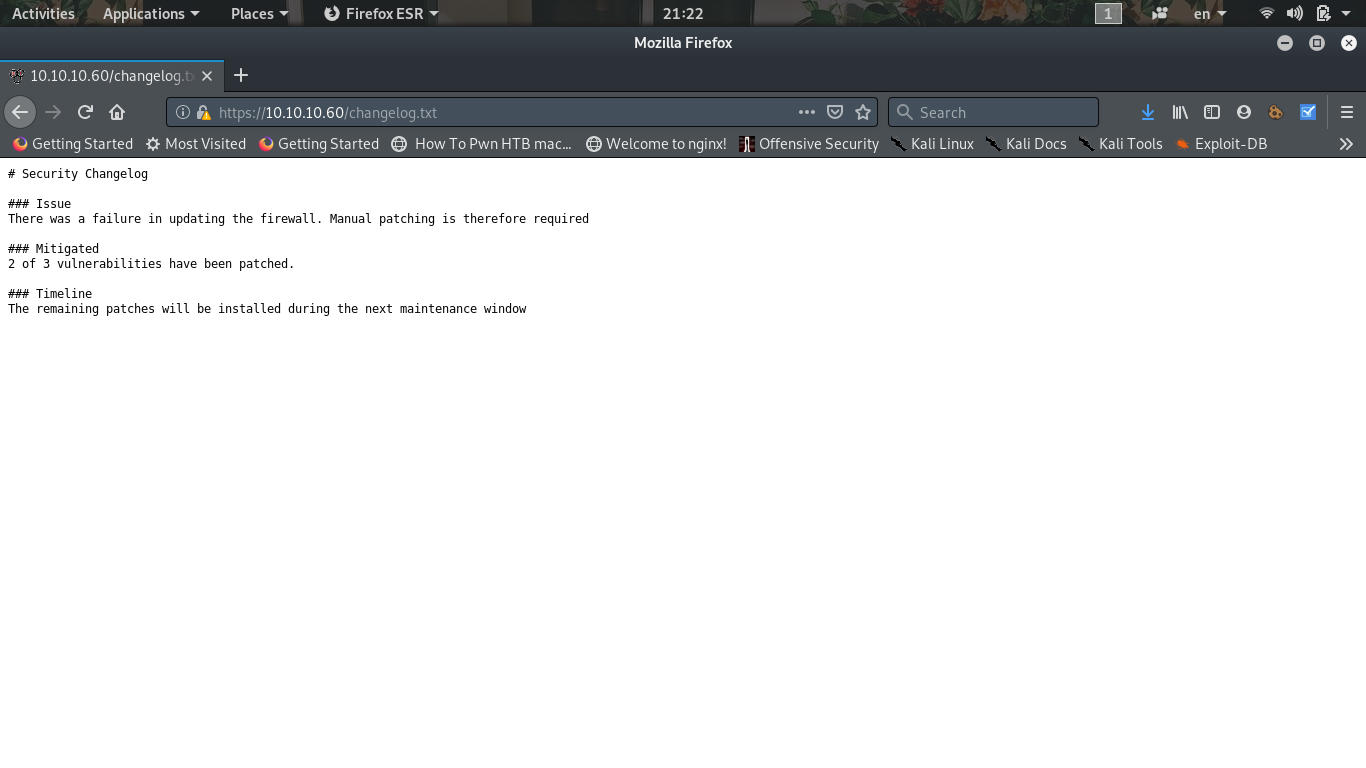 Activities Applications Places Firefox ESR 21:22 1 en
Mozilla Firefox
10.10.10.60/changelog.tx
https://10.10.10.60/changelog.txt Search
Getting Started Most Visited Getting Started How To Pwn HTB mac... Welcome to nginx! Offensive Security Kali Linux Kali Docs Kali Tools Exploit-DB
# Security Changelog
### Issue
There was a failure in updating the firewall. Manual patching is therefore required
### Mitigated
2 of 3 vulnerabilities have been patched.
### Timeline
The remaining patches will be installed during the next maintenance window